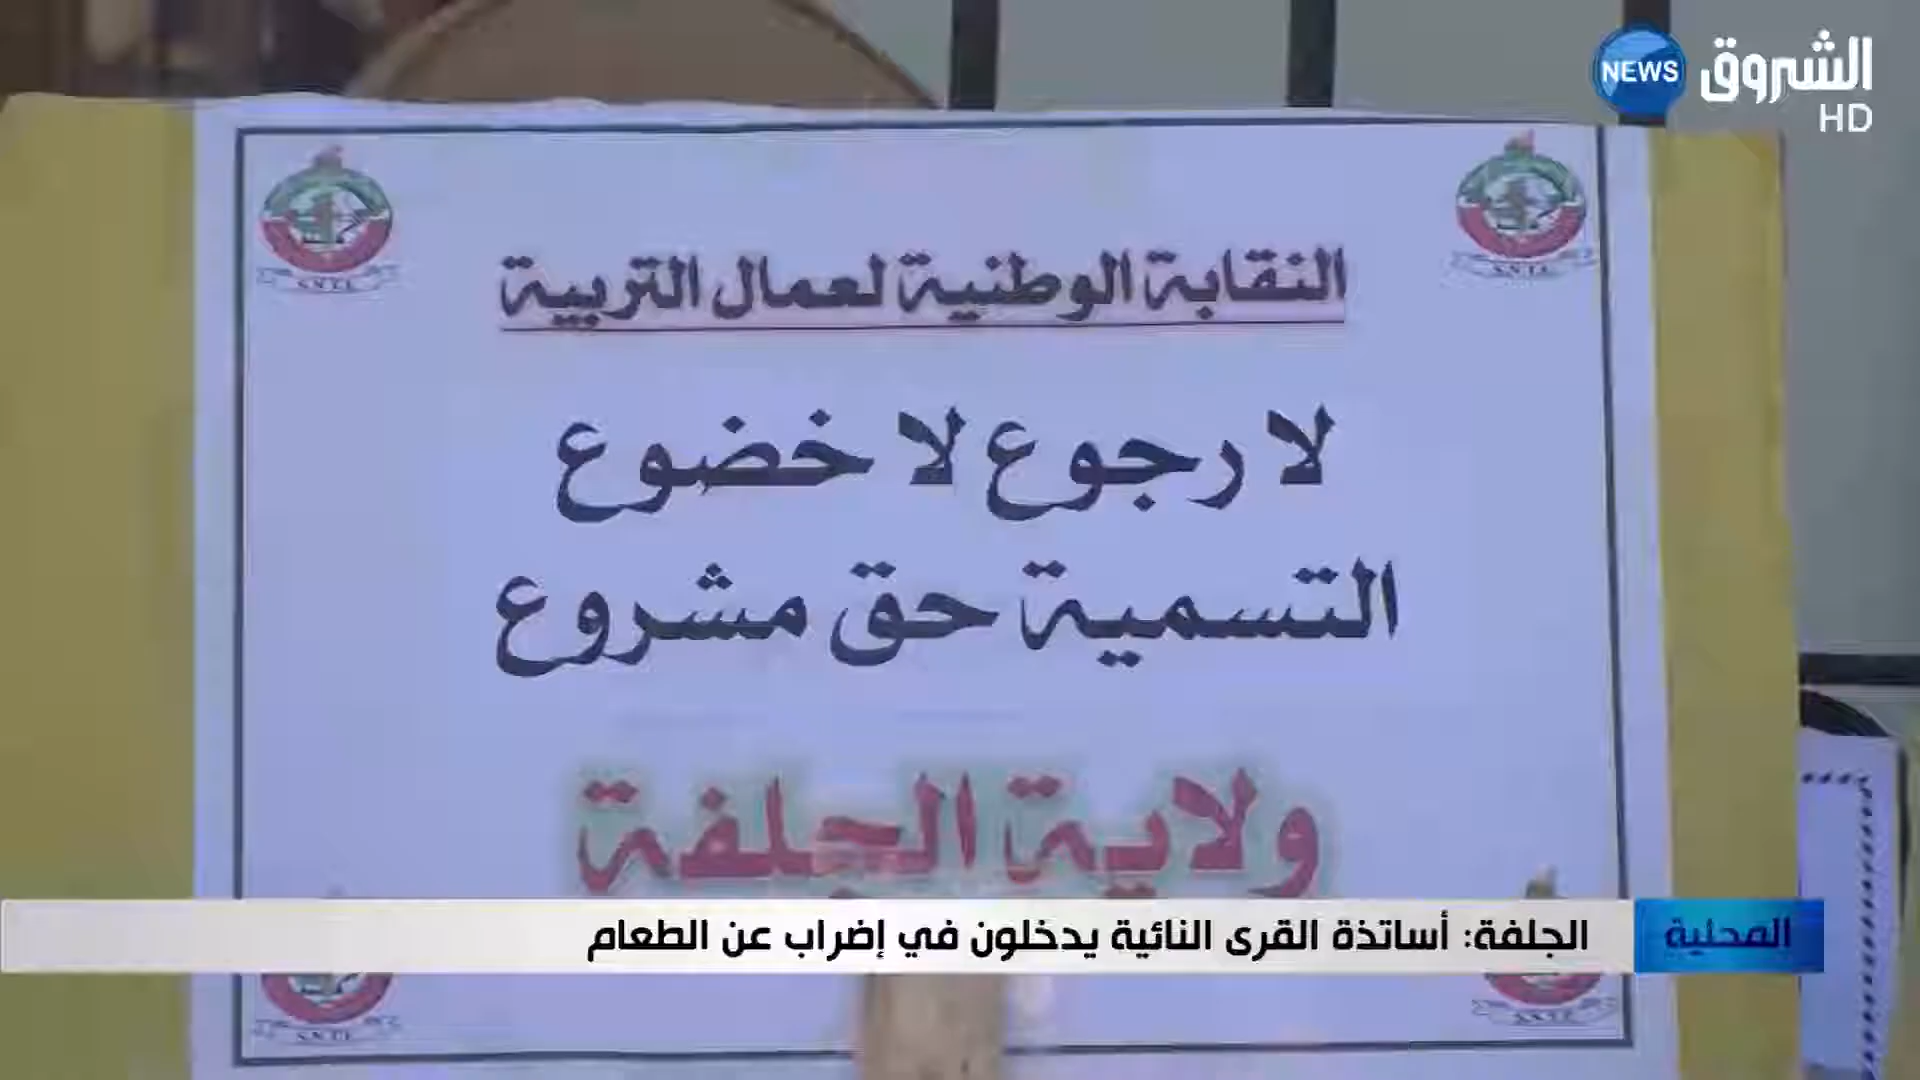 الشروق
NEWS
HD
النقابة الوطنية لعمال التربية
لا رجوع لا خضوع
التسمية حق مشروع
ولاية الجلفة
المحلية
الجلفة: أساتذة القرى النائية يدخلون في إضراب عن الطعام